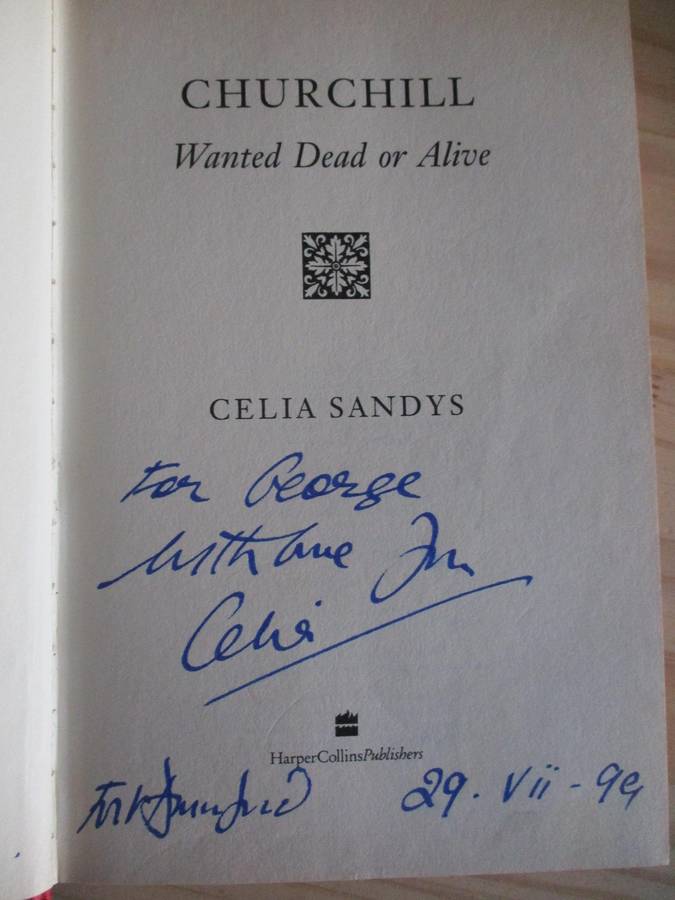 CHURCHILL
Wanted Dead or Alive
CELIA SANDYS
For George
With love from
Celia
HarperCollinsPublishers
29. Vii - 99